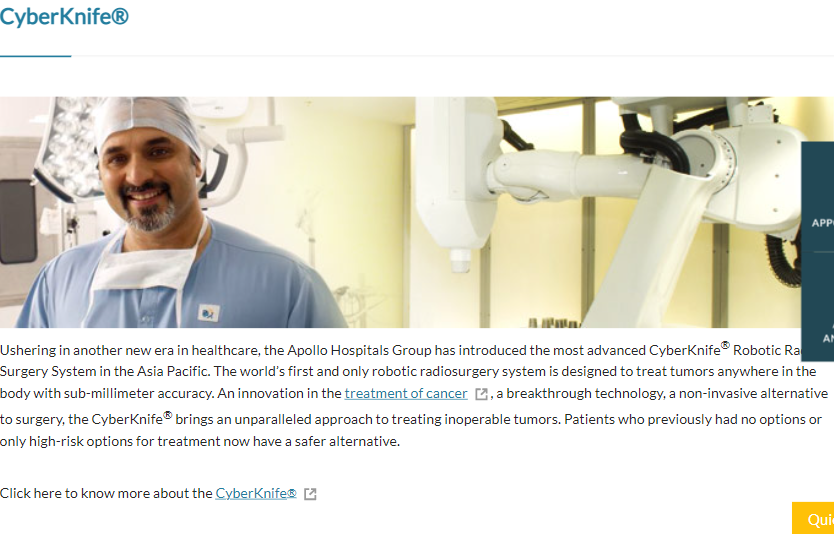 CyberKnife®
Ushering in another new era in healthcare, the Apollo Hospitals Group has introduced the most advanced CyberKnife® Robotic
Surgery System in the Asia Pacific. The world's first and only robotic radiosurgery system is designed to treat tumors anywhere in the
body with sub-millimeter accuracy. An innovation in the treatment of cancer , a breakthrough technology, a non-invasive alternative
to surgery, the CyberKnife® brings an unparalleled approach to treating inoperable tumors. Patients who previously had no options or
only high-risk options for treatment now have a safer alternative.
Click here to know more about the CyberKnife®